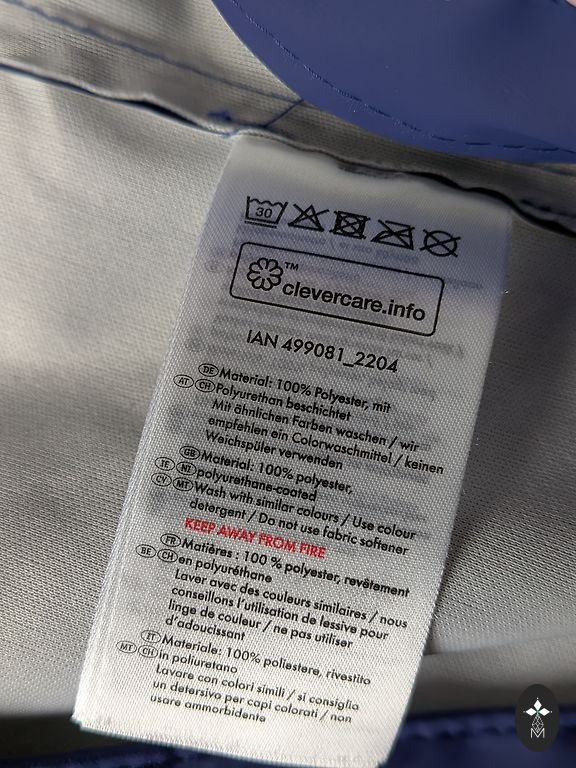 30
™
clevercare.info
IAN 499081_2204
DE Material: 100% Polyester, mit
AT CH Polyurethan beschichtet
Mit ähnlichen Farben waschen / wir
empfehlen ein Colorwaschmittel / keinen
Weichspüler verwenden
GB Material: 100% polyester,
IE NI polyurethane-coated
CY MT Wash with similar colours / Use colour
detergent / Do not use fabric softener
KEEP AWAY FROM FIRE
FR Matières : 100 % polyester, revêtement
BE CH en polyuréthane
Laver avec des couleurs similaires / nous
conseillons l'utilisation de lessive pour
linge de couleur / ne pas utiliser
d'adoucissant
IT Materiale: 100% poliestere, rivestito
MT CH in poliuretano
Lavare con colori simili / si consiglia
un detersivo per capi colorati / non
usare ammorbidente
M